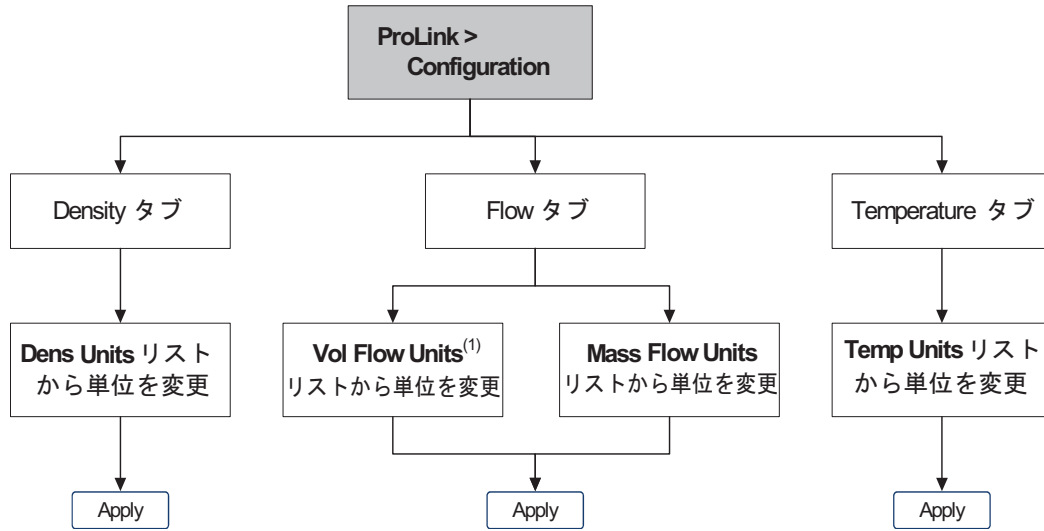 ProLink >
Configuration
Density タブ
Flow タブ
Temperature タブ
Dens Units リスト
から単位を変更
Vol Flow Units(1)
リストから単位を変更
Mass Flow Units
リストから単位を変更
Temp Units リスト
から単位を変更
Apply
Apply
Apply